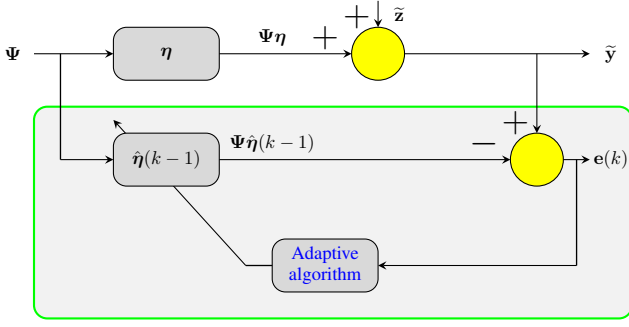 z̃
+
Ψ
η
Ψη
+
ỹ
+
η̂(k − 1)
Ψη̂(k−1)
−
e(k)
Adaptive
algorithm